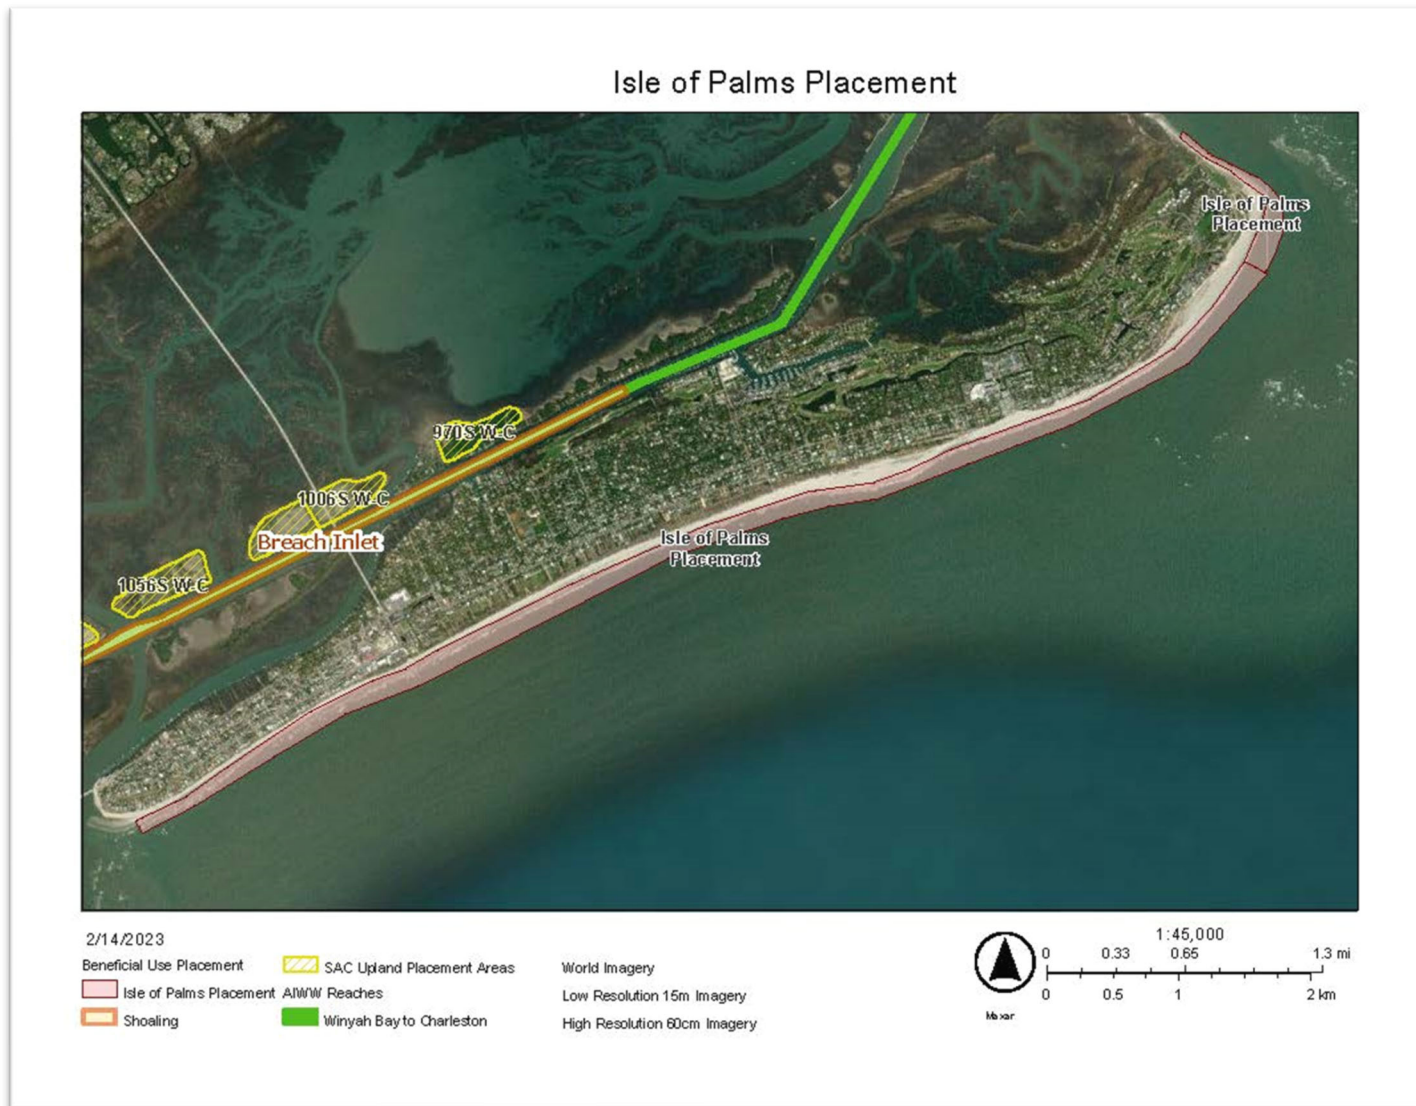 Isle of Palms Placement
Isle of Palms
Placement
970S W-C
1006S W-C
Breach Inlet
Isle of Palms
Placement
1056S W-C
2/14/2023
Beneficial Use Placement
Isle of Palms Placement
Shoaling
SAC Upland Placement Areas
AIWW Reaches
Winyah Bay to Charleston
World Imagery
Low Resolution 15m Imagery
High Resolution 60cm Imagery
1:45,000
0 0.33 0.65 1.3 mi
0 0.5 1 2 km
Maxar